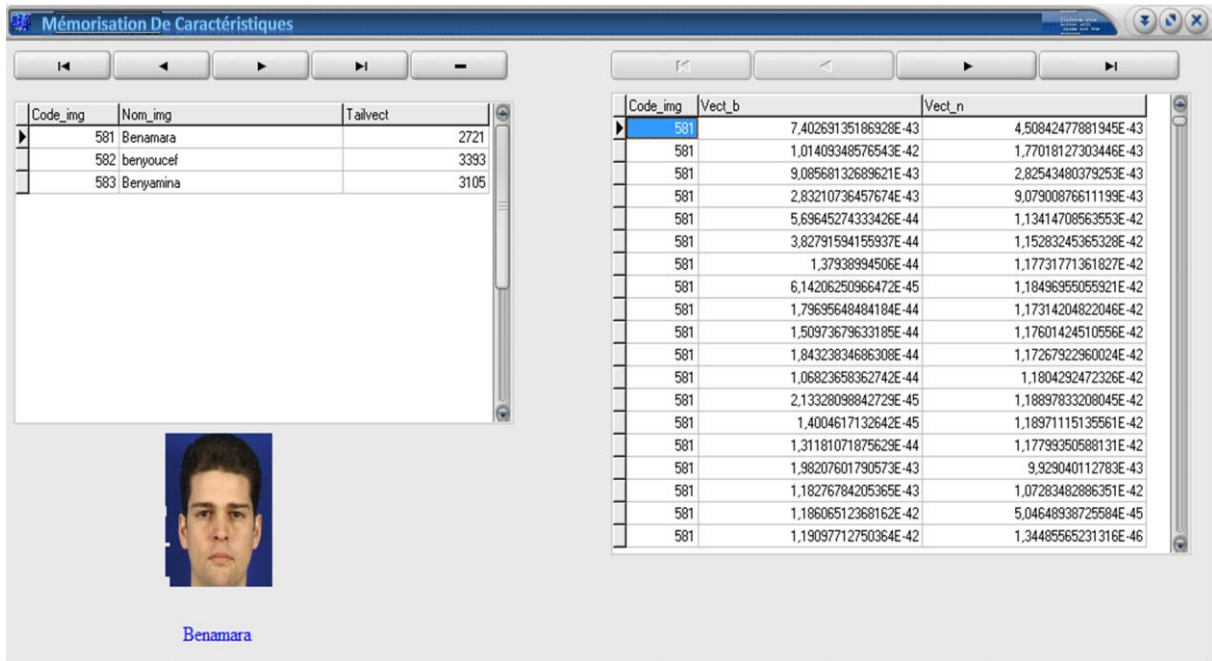 Mémorisation De Caractéristiques
Code_img Nom_img Tailvect
581 Benamara 2721
582 benyoucef 3393
583 Benyamina 3105
Benamara
Code_img Vect_b Vect_n
581 7,40269135186928E-43 4,50842477881945E-43
581 1,01409348576543E-42 1,77018127303446E-43
581 9,08568132689621E-43 2,82543480379253E-43
581 2,83210736457674E-43 9,07900876611199E-43
581 5,69645274333426E-44 1,13414708563553E-42
581 3,82791594155937E-44 1,15283245365328E-42
581 1,37938994506E-44 1,17731771361827E-42
581 6,14206250966472E-45 1,18496955055921E-42
581 1,79695648484184E-44 1,17314204822046E-42
581 1,50973679633185E-44 1,17601424510556E-42
581 1,84323834686308E-44 1,17267922960024E-42
581 1,06823658362742E-44 1,1804292472326E-42
581 2,13328098842729E-45 1,18897833208045E-42
581 1,4004617132642E-45 1,18971115135561E-42
581 1,31181071875629E-44 1,17799350588131E-42
581 1,98207601790573E-43 9,929040112783E-43
581 1,18276784205365E-43 1,07283482886351E-42
581 1,18606512368162E-42 5,04648938725584E-45
581 1,19097712750364E-42 1,34485565231316E-46